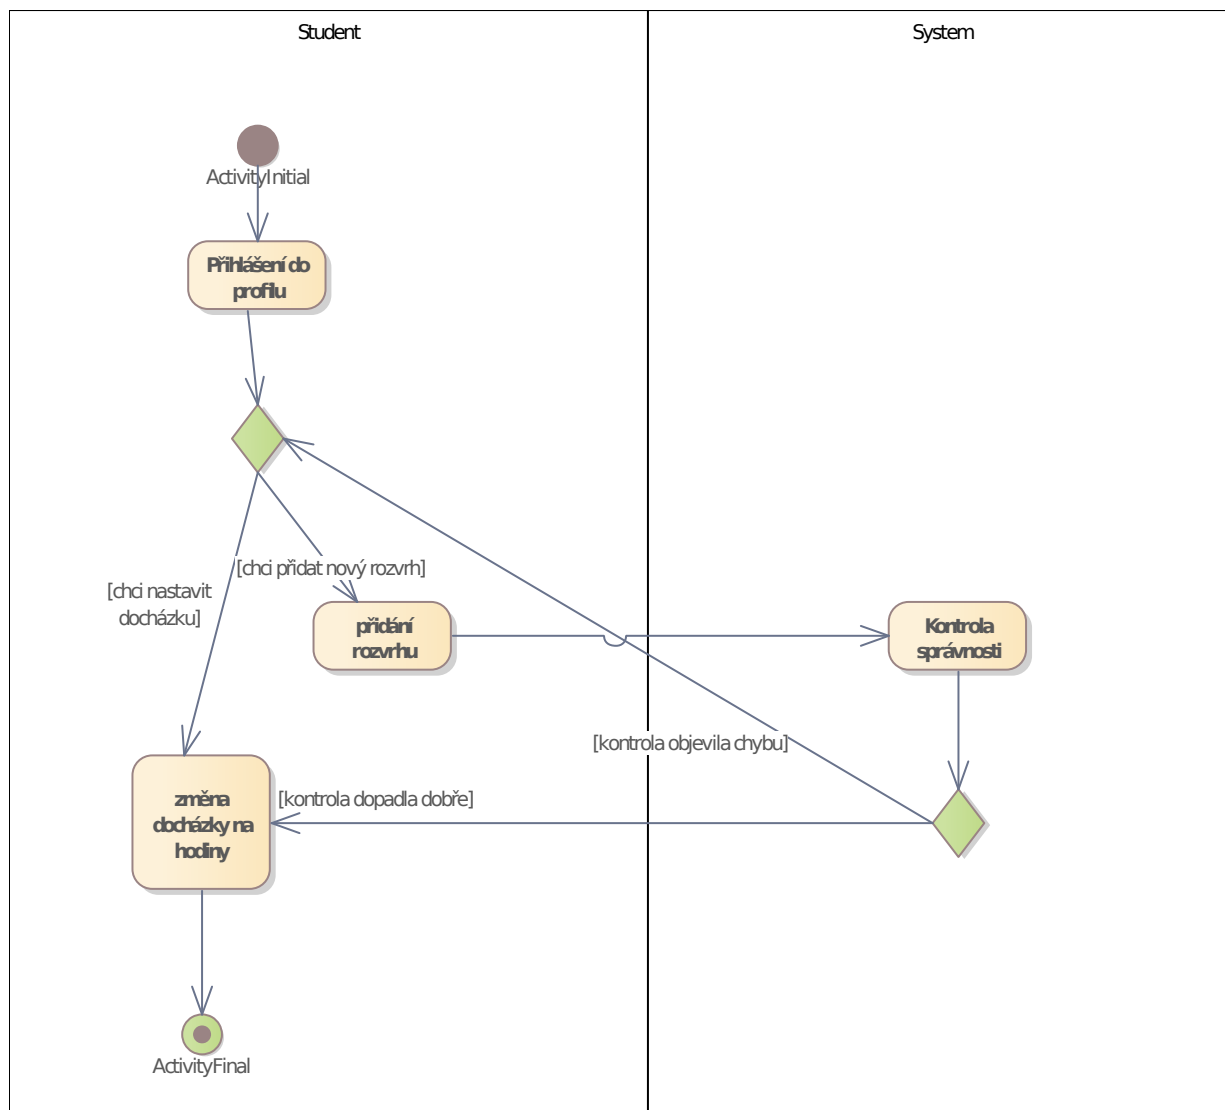 Student
System
ActivityInitial
Přihlášení do
profilu
[chci přidat nový rozvrh]
[chci nastavit
docházku]
přidání
rozvrhu
Kontrola
správnosti
[kontrola objevila chybu]
[kontrola dopadla dobře]
změna
docházky na
hodiny
ActivityFinal